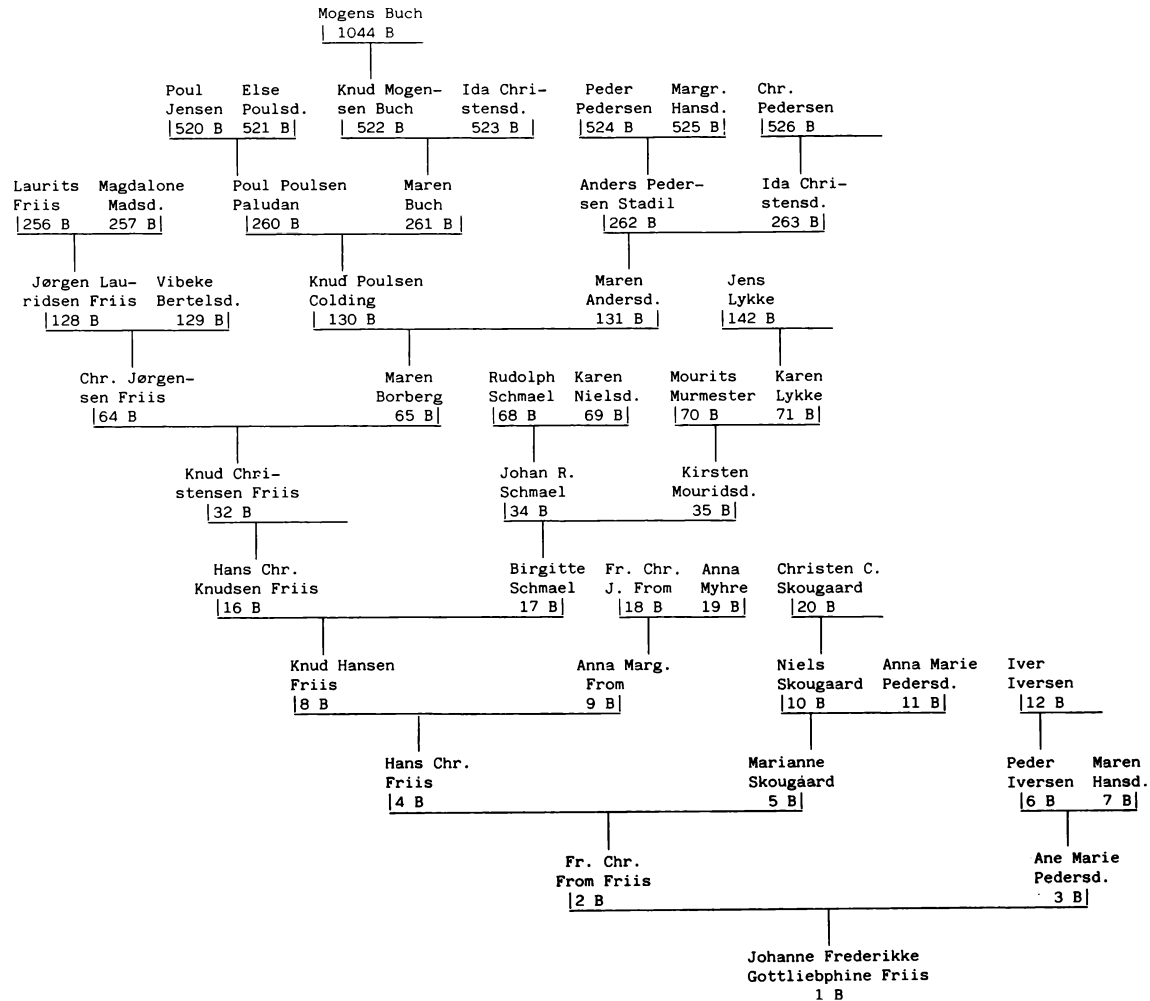 Mogens Buch
1044 B
Poul Else Knud Mogen- Ida Chri- Peder Margr. Chr.
Jensen Poulsd. sen Buch stensd. Pedersen Hansd. Pedersen
520 B 521 B 522 B 523 B 524 B 525 B 526 B
Laurits Magdalone Poul Poulsen Maren Anders Peder- Ida Chri-
Friis Madsd. Paludan Buch sen Stadil stensd.
256 B 257 B 260 B 261 B 262 B 263 B
Jørgen Lau- Vibeke Knud Poulsen Maren Jens
ridsen Friis Bertelsd. Colding Andersd. Lykke
128 B 129 B 130 B 131 B 142 B
Chr. Jørgen- Maren Rudolph Karen Mourits Karen
sen Friis Borberg Schmael Nielsd. Murmester Lykke
64 B 65 B 68 B 69 B 70 B 71 B
Knud Chri- Johan R. Kirsten
stensen Friis Schmael Mouridsd.
32 B 34 B 35 B
Hans Chr. Birgitte Fr. Chr. Anna Christen C.
Knudsen Friis Schmael J. From Myhre Skougaard
16 B 17 B 18 B 19 B 20 B
Knud Hansen Anna Marg. Niels Anna Marie Iver
Friis From Skougaard Pedersd. Iversen
8 B 9 B 10 B 11 B 12 B
Hans Chr. Marianne Peder Maren
Friis Skougaard Iversen Hansd.
4 B 5 B 6 B 7 B
Fr. Chr. Ane Marie
From Friis Pedersd.
2 B 3 B
Johanne Frederikke
Gottliebphine Friis
1 B